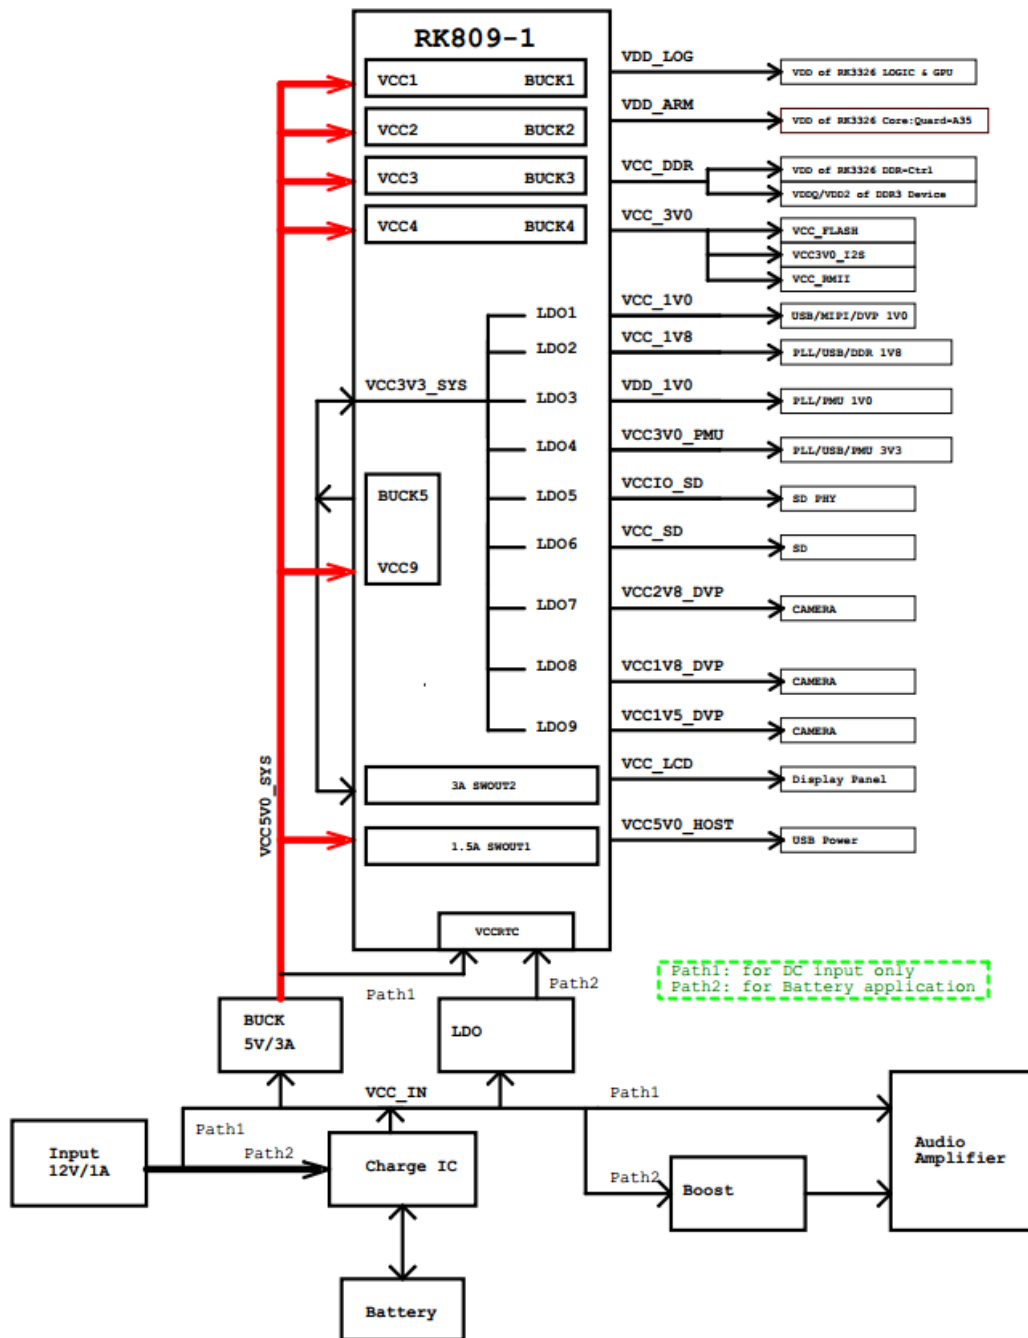 RK809-1
VCC1 BUCK1
VDD_LOG
VDD of RK3326 LOGIC & GPU
VCC2 BUCK2
VDD_ARM
VDD of RK3326 Core:Quard=A35
VCC3 BUCK3
VCC_DDR
VDD of RK3326 DDR=Ctrl
VDDQ/VDD2 of DDR3 Device
VCC4 BUCK4
VCC_3V0
VCC_FLASH
VCC3V0_I2S
VCC_RMII
LDO1
VCC_1V0
USB/MIPI/DVP 1V0
LDO2
VCC_1V8
PLL/USB/DDR 1V8
VCC3V3_SYS
LDO3
VDD_1V0
PLL/PMU 1V0
LDO4
VCC3V0_PMU
PLL/USB/PMU 3V3
BUCK5
LDO5
VCCIO_SD
SD PHY
LDO6
VCC_SD
SD
VCC9
LDO7
VCC2V8_DVP
CAMERA
LDO8
VCC1V8_DVP
CAMERA
LDO9
VCC1V5_DVP
CAMERA
3A SWOUT2
VCC_LCD
Display Panel
VCC5V0_SYS
1.5A SWOUT1
VCC5V0_HOST
USB Power
VCCRTC
Path1
Path2
Path1: for DC input only
Path2: for Battery application
BUCK
5V/3A
LDO
VCC_IN
Path1
Input
12V/1A
Path1
Path2
Charge IC
Path2
Boost
Audio
Amplifier
Battery